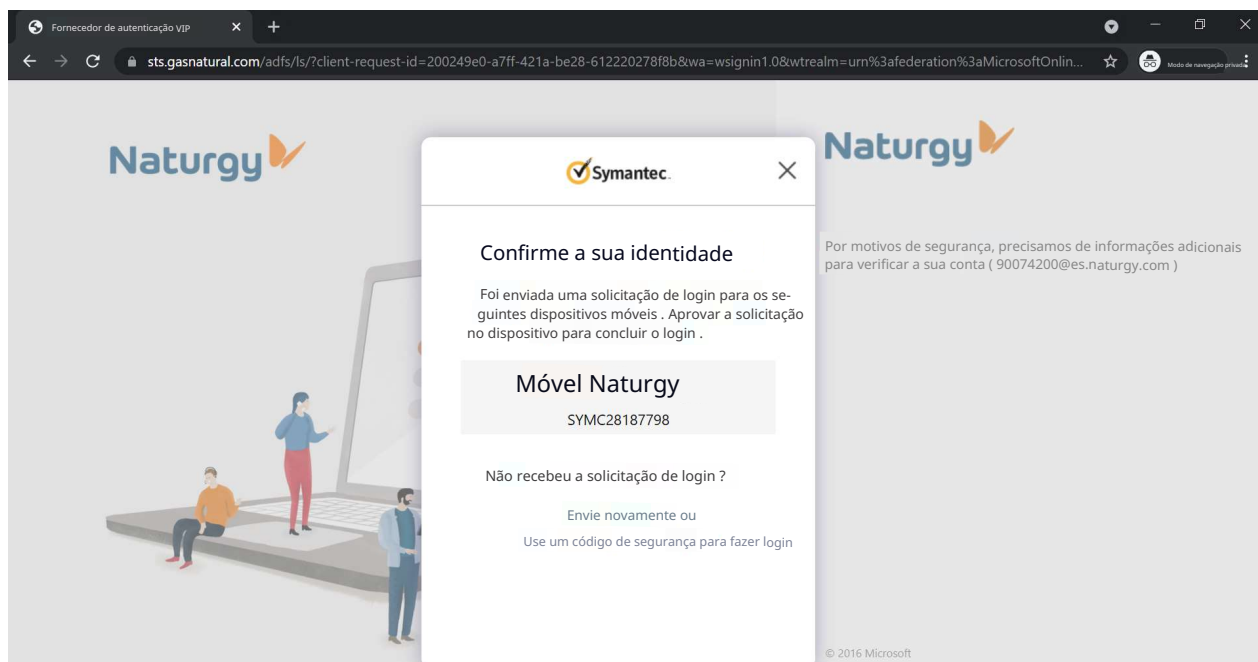 Fornecedor de autenticação VIP
sts.gasnatural.com/adfs/ls/?client-request-id=200249e0-a7ff-421a-be28-612220278f8b&wa=wsignin1.0&wtrealm=urn%3afederation%3aMicrosoftOnlin...
Modo de navegação privada
Naturgy
Symantec.
Confirme a sua identidade
Foi enviada uma solicitação de login para os se-
guintes dispositivos móveis . Aprovar a solicitação
no dispositivo para concluir o login .
Móvel Naturgy
SYMC28187798
Não recebeu a solicitação de login ?
Envie novamente ou
Use um código de segurança para fazer login
Naturgy
Por motivos de segurança, precisamos de informações adicionais
para verificar a sua conta ( 90074200@es.naturgy.com )
© 2016 Microsoft